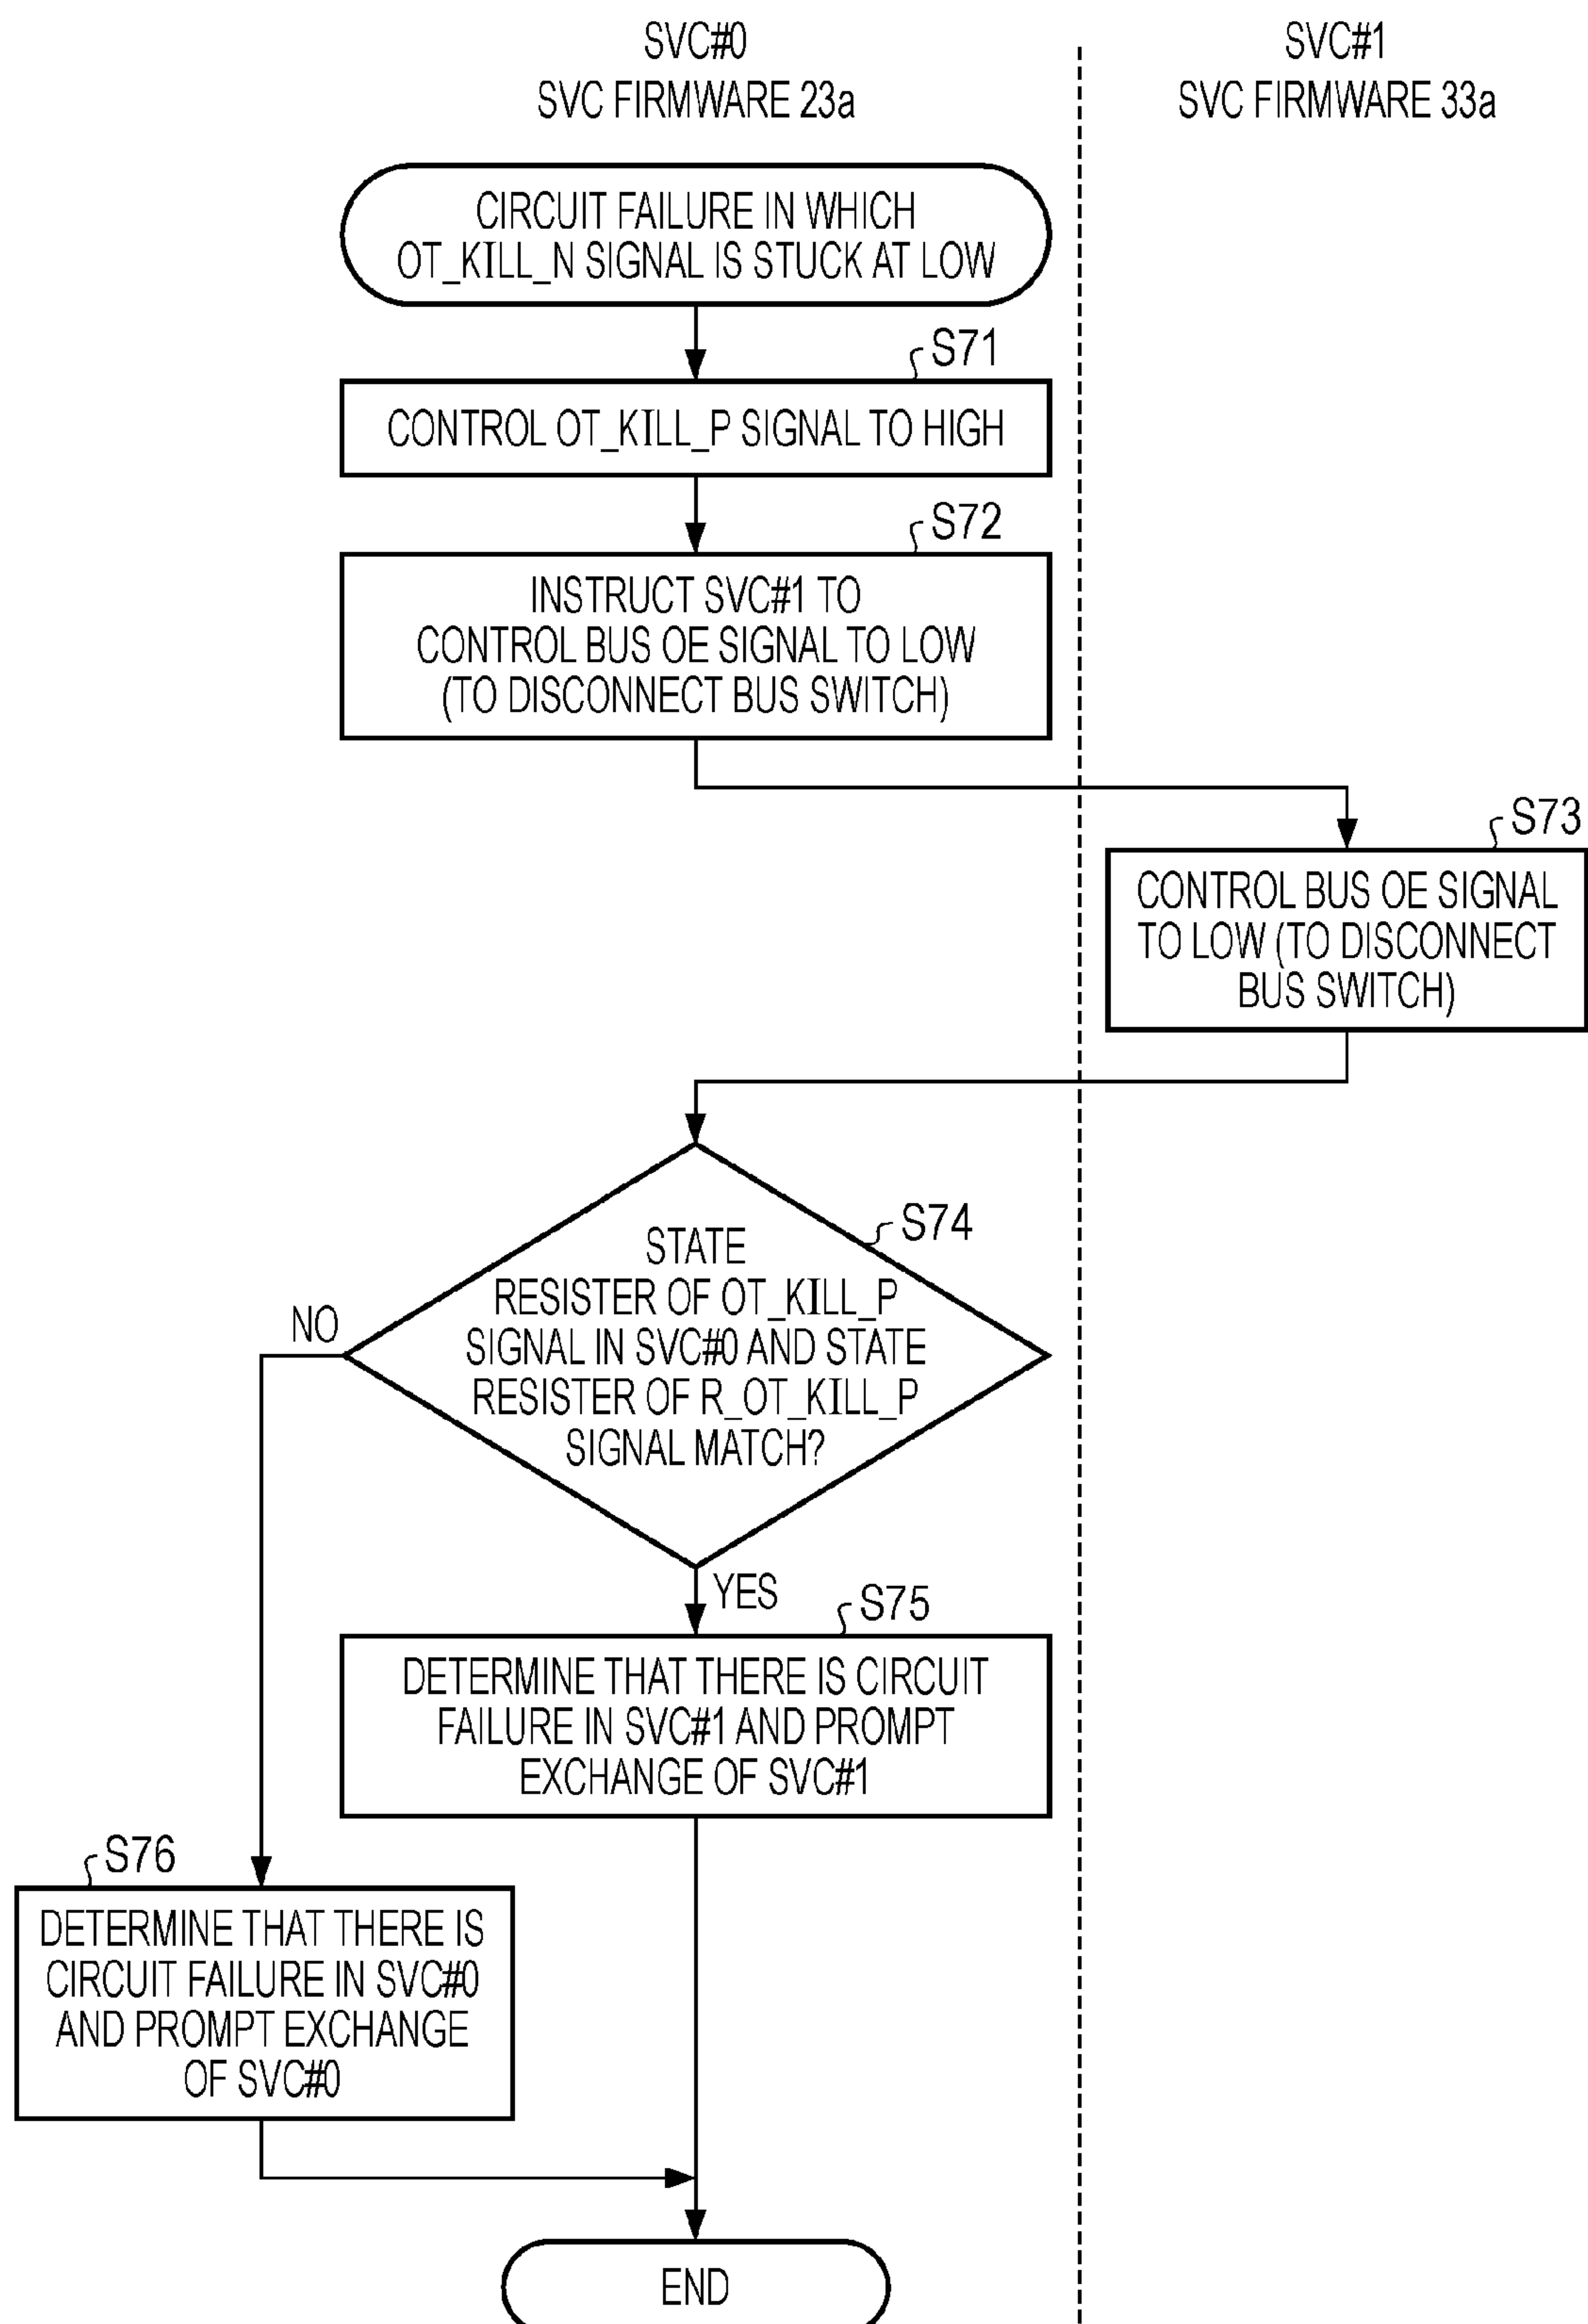 SVC#0
SVC FIRMWARE 23a
SVC#1
SVC FIRMWARE 33a
CIRCUIT FAILURE IN WHICH
OT_KILL_N SIGNAL IS STUCK AT LOW
S71
CONTROL OT_KILL_P SIGNAL TO HIGH
S72
INSTRUCT SVC#1 TO
CONTROL BUS OE SIGNAL TO LOW
(TO DISCONNECT BUS SWITCH)
S73
CONTROL BUS OE SIGNAL
TO LOW (TO DISCONNECT
BUS SWITCH)
S74
STATE
RESISTER OF OT_KILL_P
SIGNAL IN SVC#0 AND STATE
RESISTER OF R_OT_KILL_P
SIGNAL MATCH?
NO
YES
S75
DETERMINE THAT THERE IS CIRCUIT
FAILURE IN SVC#1 AND PROMPT
EXCHANGE OF SVC#1
S76
DETERMINE THAT THERE IS
CIRCUIT FAILURE IN SVC#0
AND PROMPT EXCHANGE
OF SVC#0
END